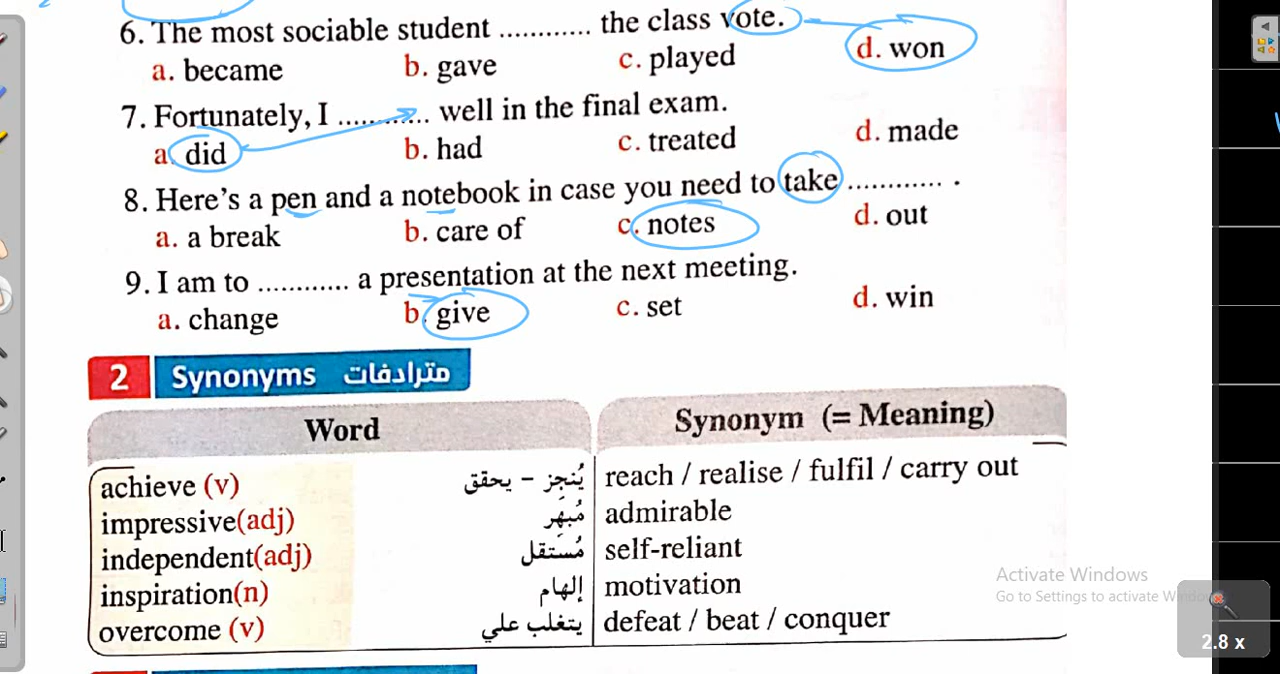 6. The most sociable student ............ the class vote.
a. became b. gave c. played d. won
7. Fortunately, I ............ well in the final exam.
a. did b. had c. treated d. made
8. Here's a pen and a notebook in case you need to take ............ .
a. a break b. care of c. notes d. out
9. I am to ............ a presentation at the next meeting.
a. change b. give c. set d. win
2 Synonyms مترادفات
Word Synonym (= Meaning)
achieve (v) يُنجِز - يحقق reach / realise / fulfil / carry out
impressive(adj) مُبهِر admirable
independent(adj) مُستقل self-reliant
inspiration(n) إلهام motivation
overcome (v) يتغلب علي defeat / beat / conquer
Activate Windows
Go to Settings to activate Windo
2.8 x